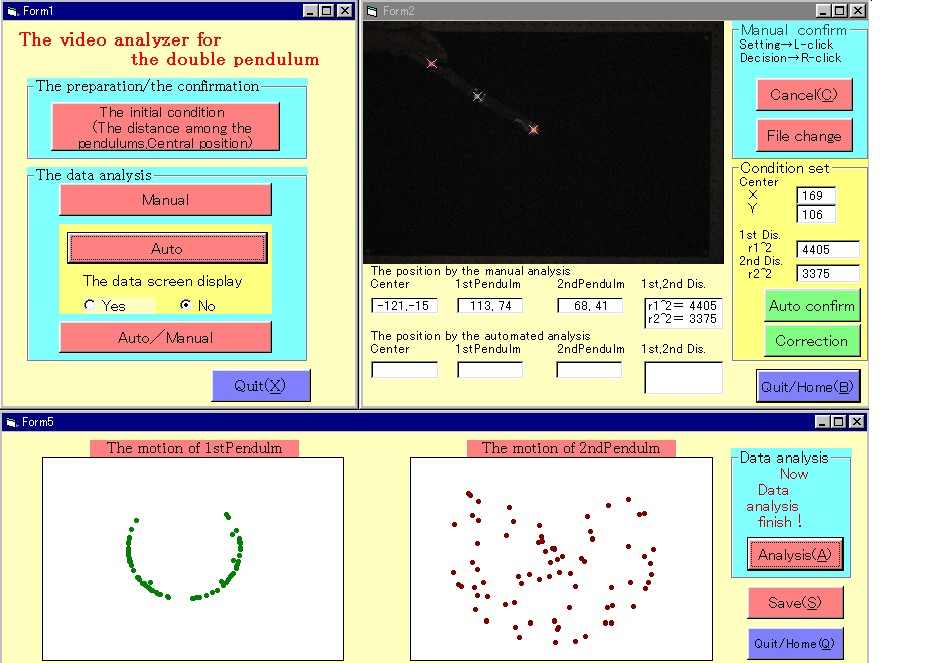 Form1
The video analyzer for
the double pendulum
The preparation/the confirmation
The initial condition
(The distance among the
pendulums,Central position)
The data analysis
Manual
Auto
The data screen display
Yes No
Auto／Manual
Quit(X)
Form2
Manual confirm
Setting→L-click
Decision→R-click
Cancel(C)
File change
Condition set
Center
X 169
Y 106
1st Dis.
r1^2 4405
2nd Dis.
r2^2 3375
Auto confirm
Correction
Quit/Home(B)
The position by the manual analysis
Center 1stPendulm 2ndPendulm 1st,2nd Dis.
-121,-15 113, 74 68, 41 r1^2= 4405
r2^2= 3375
The position by the automated analysis
Center 1stPendulm 2ndPendulm 1st,2nd Dis.
Form5
The motion of 1stPendulm
The motion of 2ndPendulm
Data analysis
Now
Data
analysis
finish !
Analysis(A)
Save(S)
Quit/Home(Q)